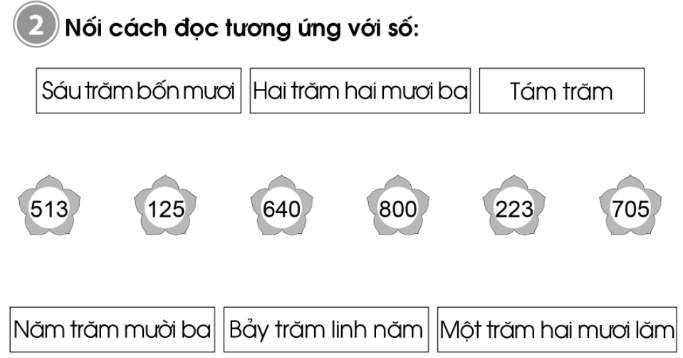 2 Nối cách đọc tương ứng với số:
Sáu trăm bốn mươi Hai trăm hai mươi ba Tám trăm
513 125 640 800 223 705
Năm trăm mười ba Bảy trăm linh năm Một trăm hai mươi lăm